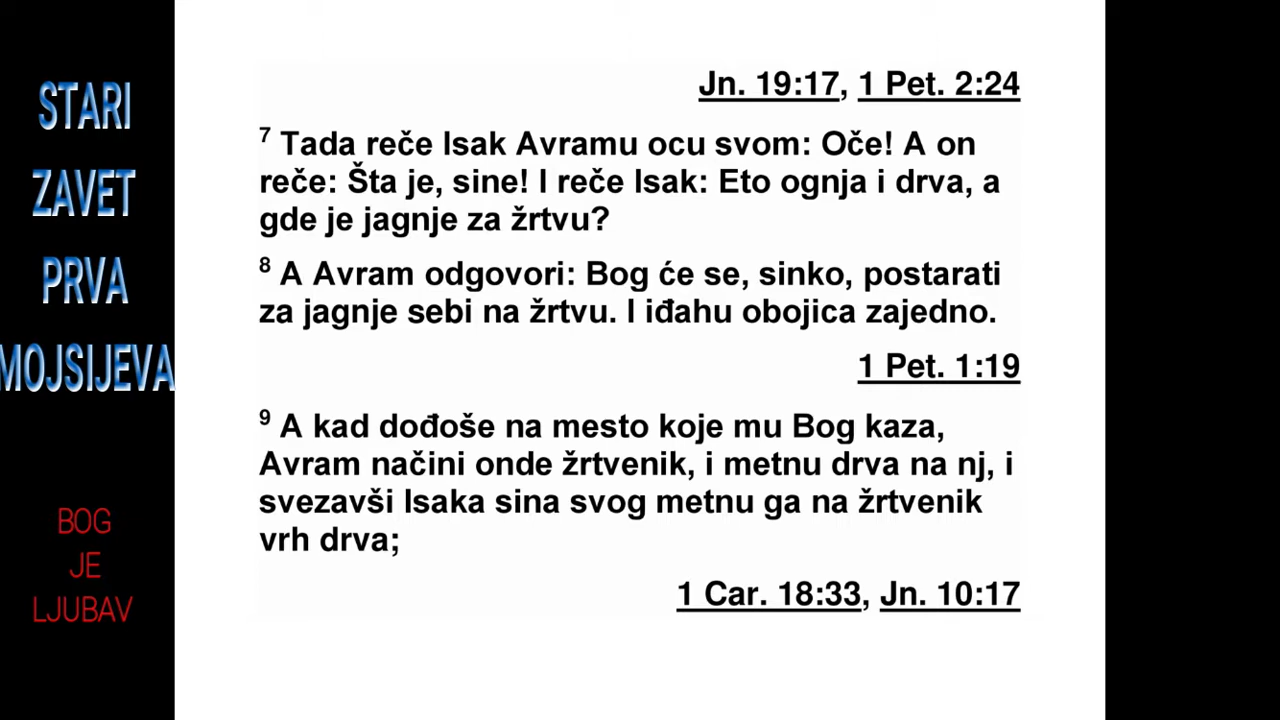 STARI
ZAVET
PRVA
MOJSIJEVA
BOG
JE
LJUBAV
Jn. 19:17, 1 Pet. 2:24
7 Tada reče Isak Avramu ocu svom: Oče! A on
reče: Šta je, sine! I reče Isak: Eto ognja i drva, a
gde je jagnje za žrtvu?
8 A Avram odgovori: Bog će se, sinko, postarati
za jagnje sebi na žrtvu. I iđahu obojica zajedno.
1 Pet. 1:19
9 A kad dođoše na mesto koje mu Bog kaza,
Avram načini onde žrtvenik, i metnu drva na nj, i
svezavši Isaka sina svog metnu ga na žrtvenik
vrh drva;
1 Car. 18:33, Jn. 10:17